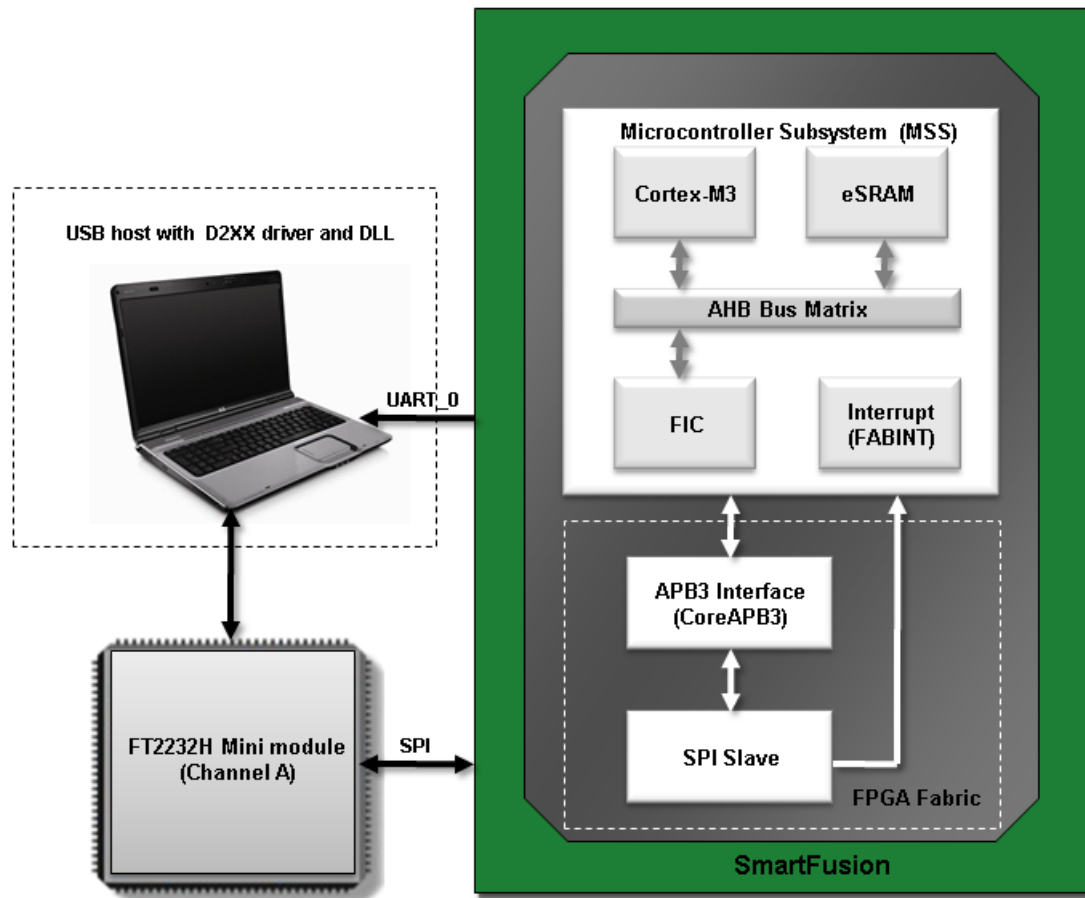 USB host with D2XX driver and DLL
UART_0
FT2232H Mini module
(Channel A)
SPI
Microcontroller Subsystem (MSS)
Cortex-M3
eSRAM
AHB Bus Matrix
FIC
Interrupt
(FABINT)
APB3 Interface
(CoreAPB3)
SPI Slave
FPGA Fabric
SmartFusion